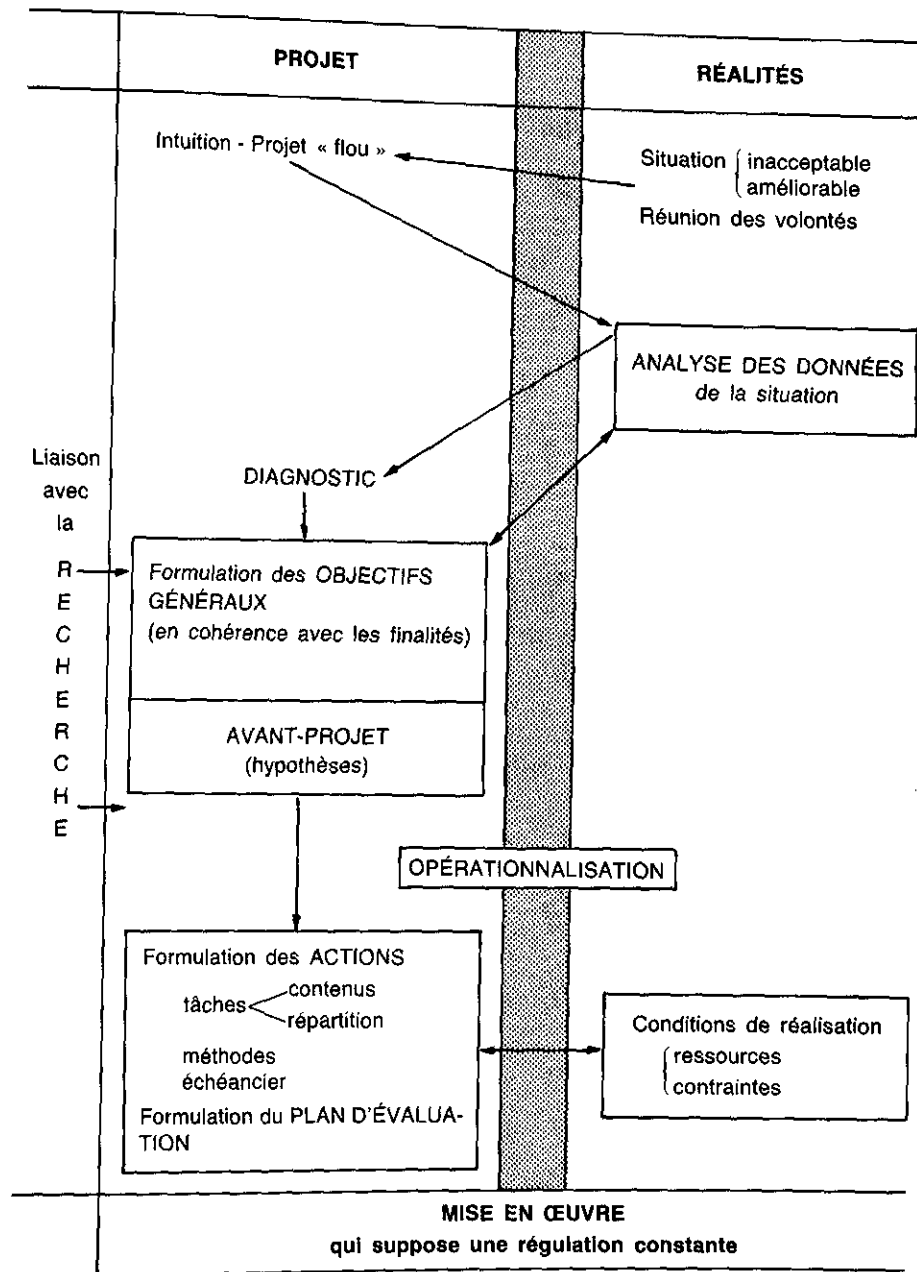 PROJET
RÉALITÉS
Intuition - Projet « flou »
Situation { inacceptable
améliorable
Réunion des volontés
ANALYSE DES DONNÉES
de la situation
Liaison
avec
la
R
E
C
H
E
R
C
H
E
DIAGNOSTIC
Formulation des OBJECTIFS
GÉNÉRAUX
(en cohérence avec les finalités)
AVANT-PROJET
(hypothèses)
OPÉRATIONNALISATION
Formulation des ACTIONS
tâches
contenus
répartition
méthodes
échéancier
Formulation du PLAN D'ÉVALUA-
TION
Conditions de réalisation
ressources
contraintes
MISE EN ŒUVRE
qui suppose une régulation constante